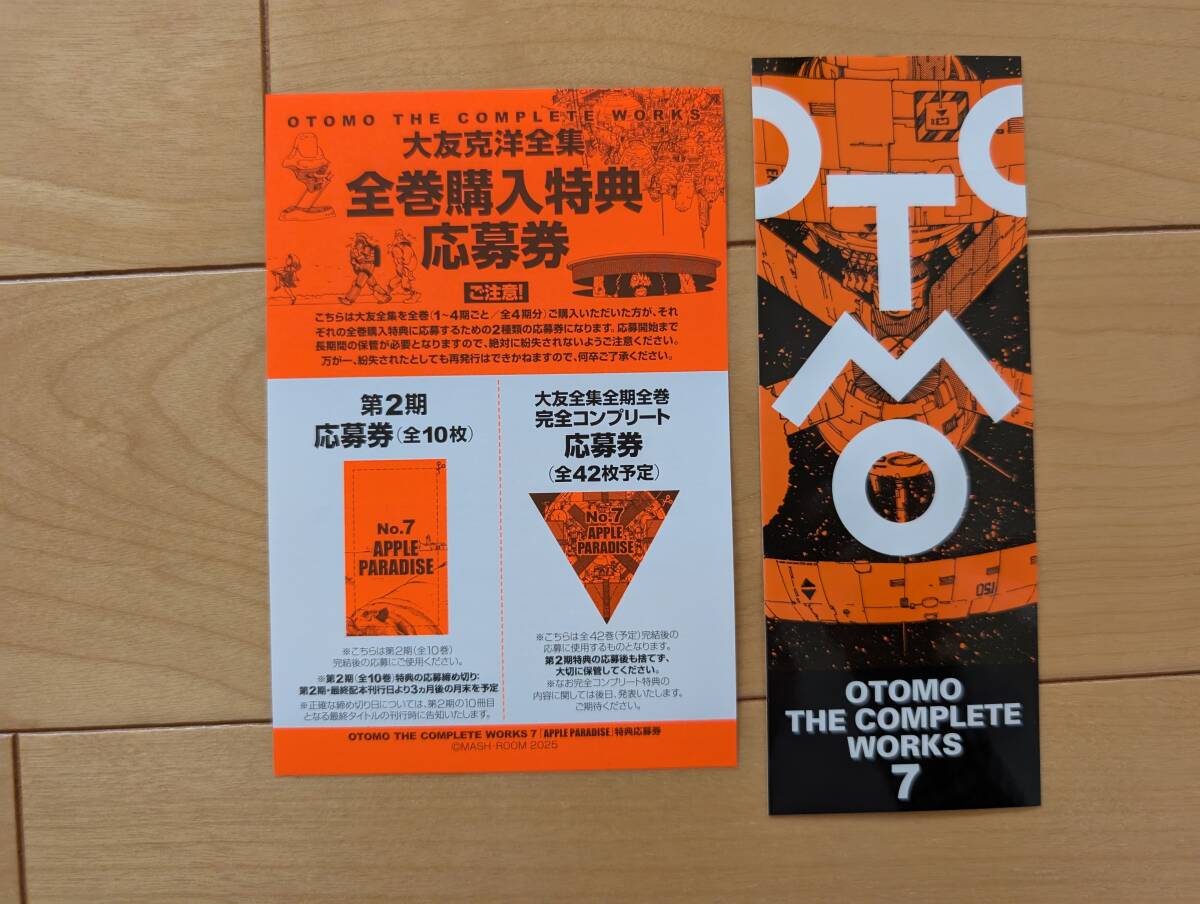 OTOMO THE COMPLETE WORKS
大友克洋全集
全巻購入特典
応募券
ご注意!
こちらは大友全集を全巻(1~4期ごと/全4期分)ご購入いただいた方が、それ
ぞれの全巻購入特典に応募するための2種類の応募券になります。応募開始まで
長期間の保管が必要となりますので、絶対に紛失されないようご注意ください。
万が一、紛失されたとしても再発行はできかねますので、何卒ご了承ください。
第2期
応募券(全10枚)
No.7
APPLE
PARADISE
※こちらは第2期(全10巻)
完結後の応募にご使用ください。
※第2期(全10巻)特典の応募締め切り:
第2期・最終配本刊行日より3ヵ月後の月末を予定
※正確な締め切り日については、第2期の10冊目
となる最終タイトルの刊行時に告知いたします。
大友全集全期全巻
完全コンプリート
応募券
(全42枚予定)
No.7
APPLE
PARADISE
※こちらは全42巻(予定)完結後の
応募に使用するものとなります。
第2期特典の応募後も捨てず、
大切に保管してください。
※なお完全コンプリート特典の
内容に関しては後日、発表いたします。
ご期待ください。
OTOMO THE COMPLETE WORKS 7「APPLE PARADISE」特典応募券
©MASH・ROOM 2025
OTOMO
150
OTOMO
THE COMPLETE
WORKS
7